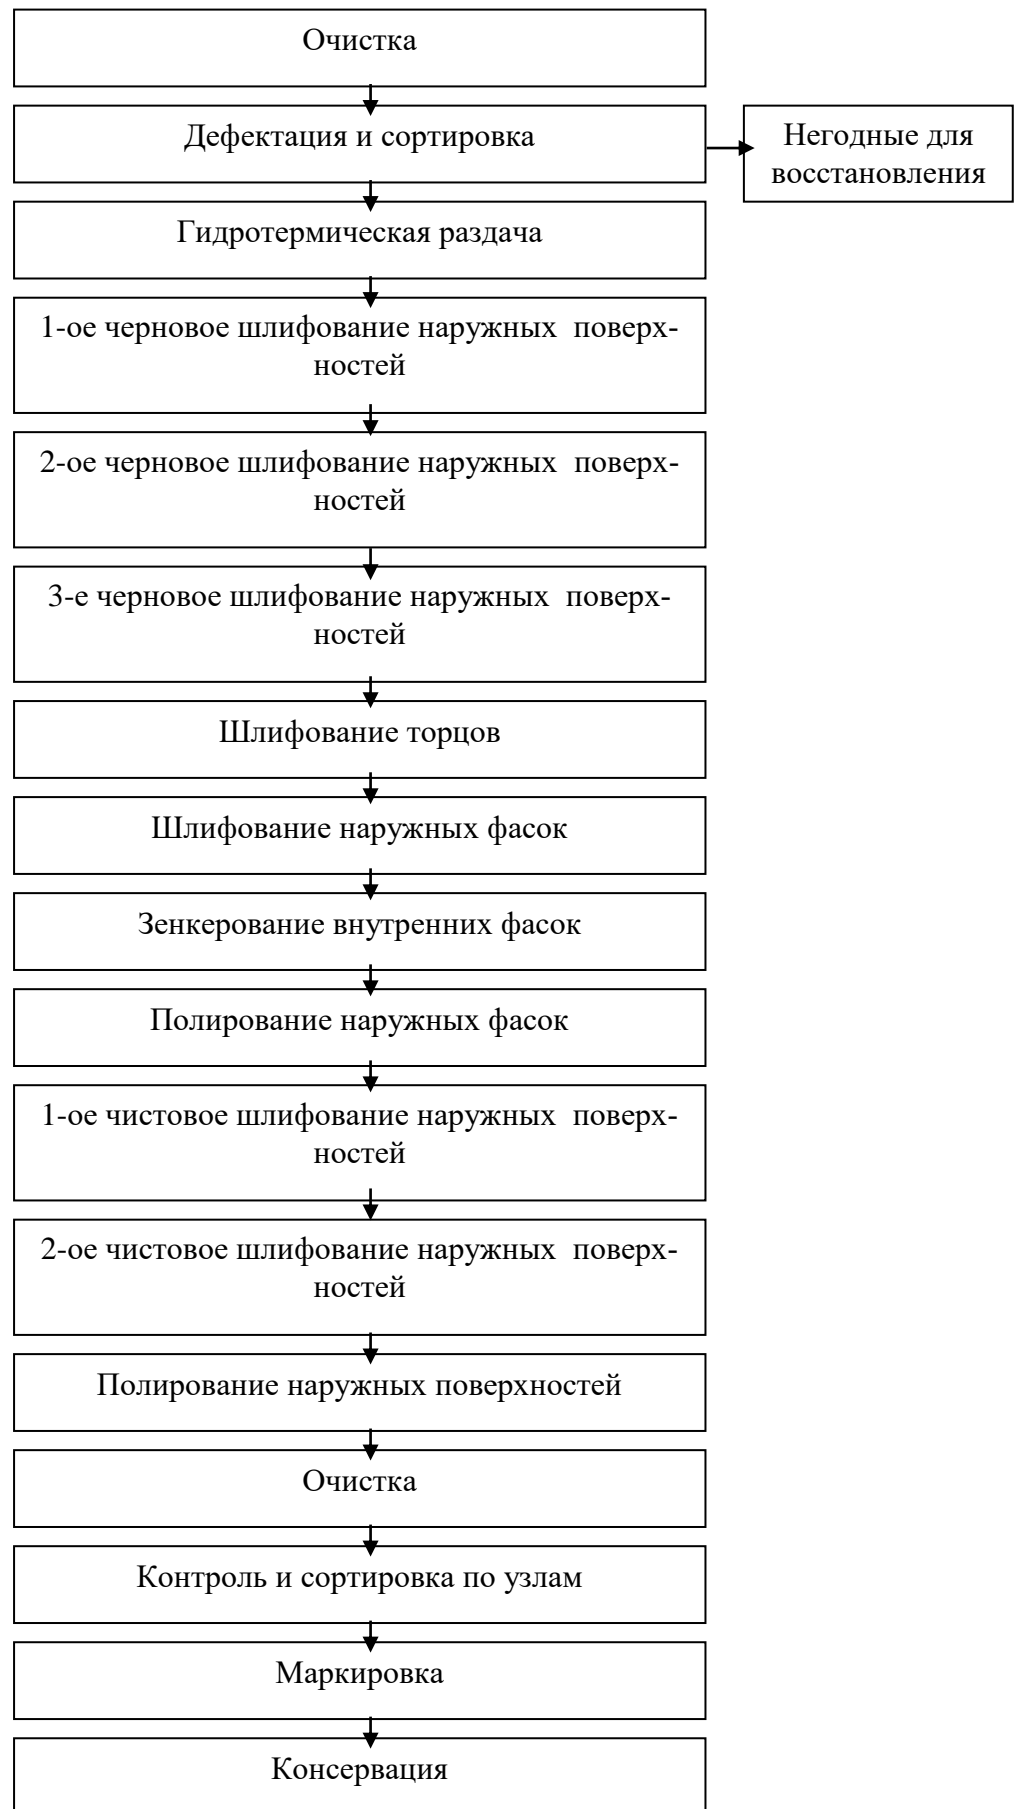 Очистка
Дефектация и сортировка
Негодные для
восстановления
Гидротермическая раздача
1-ое черновое шлифование наружных  поверх-
ностей
2-ое черновое шлифование наружных  поверх-
ностей
3-е черновое шлифование наружных  поверх-
ностей
Шлифование торцов
Шлифование наружных фасок
Зенкерование внутренних фасок
Полирование наружных фасок
1-ое чистовое шлифование наружных  поверх-
ностей
2-ое чистовое шлифование наружных  поверх-
ностей
Полирование наружных поверхностей
Очистка
Контроль и сортировка по узлам
Маркировка
Консервация